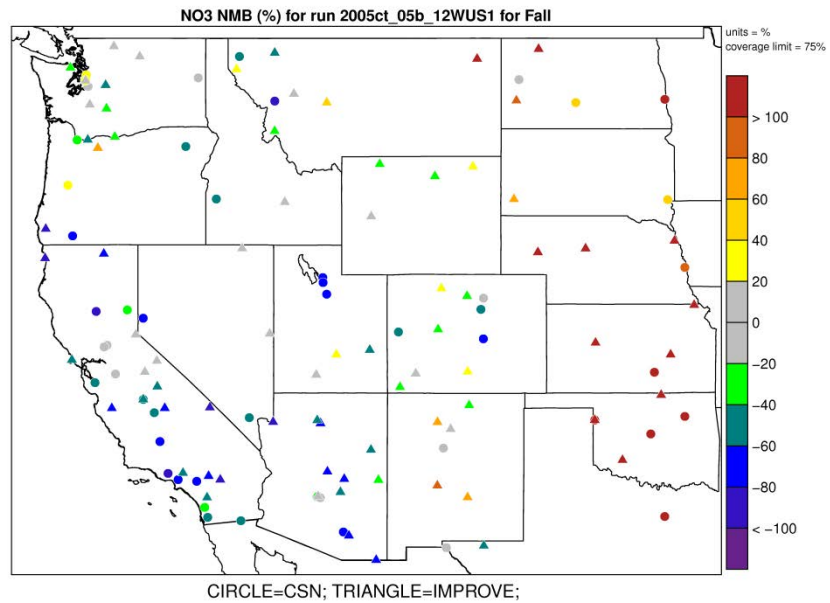 NO3 NMB (%) for run 2005ct_05b_12WUS1 for Fall
units = %
coverage limit = 75%
> 100
80
60
40
20
0
−20
−40
−60
−80
< −100
CIRCLE=CSN; TRIANGLE=IMPROVE;